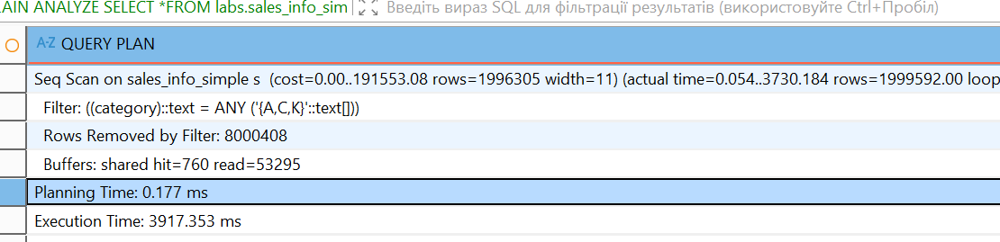 LAIN ANALYZE SELECT *FROM labs.sales_info_sim Введіть вираз SQL для фільтрації результатів (використовуйте Ctrl+Пробіл)
A-Z QUERY PLAN
Seq Scan on sales_info_simple s (cost=0.00..191553.08 rows=1996305 width=11) (actual time=0.054..3730.184 rows=1999592.00 loop
Filter: ((category)::text = ANY ('{A,C,K}'::text[]))
Rows Removed by Filter: 8000408
Buffers: shared hit=760 read=53295
Planning Time: 0.177 ms
Execution Time: 3917.353 ms